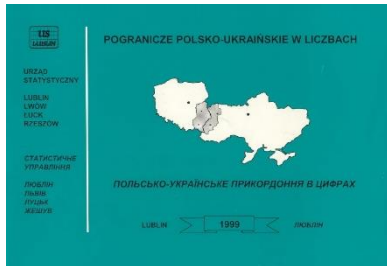 US
LUBLIN
POGRANICZE POLSKO-UKRAIŃSKIE W LICZBACH
URZĄD
STATYSTYCZNY
LUBLIN
LWÓW
ŁUCK
RZESZÓW
СТАТИСТИЧНЕ
УПРАВЛІННЯ
ЛЮБЛІН
ЛЬВІВ
ЛУЦЬК
ЖЕШУВ
ПОЛЬСЬКО-УКРАЇНСЬКЕ ПРИКОРДОННЯ В ЦИФРАХ
LUBLIN 1999 ЛЮБЛІН